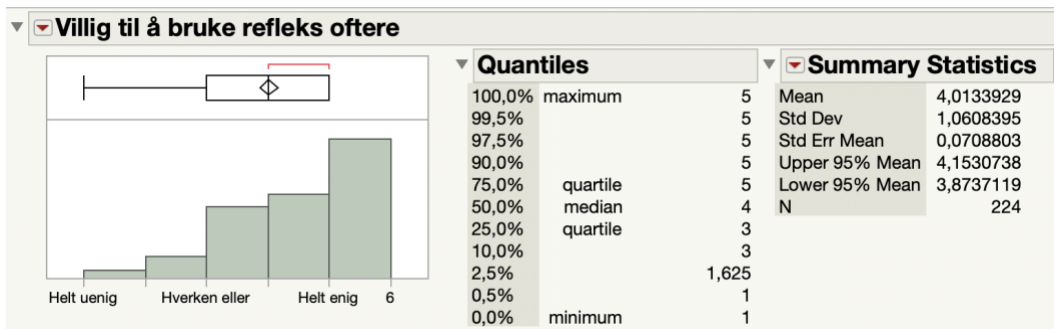 Villig til å bruke refleks oftere
Helt uenig Hverken eller Helt enig 6
Quantiles
100,0% maximum 5
99,5% 5
97,5% 5
90,0% 5
75,0% quartile 5
50,0% median 4
25,0% quartile 3
10,0% 3
2,5% 1,625
0,5% 1
0,0% minimum 1
Summary Statistics
Mean 4,0133929
Std Dev 1,0608395
Std Err Mean 0,0708803
Upper 95% Mean 4,1530738
Lower 95% Mean 3,8737119
N 224